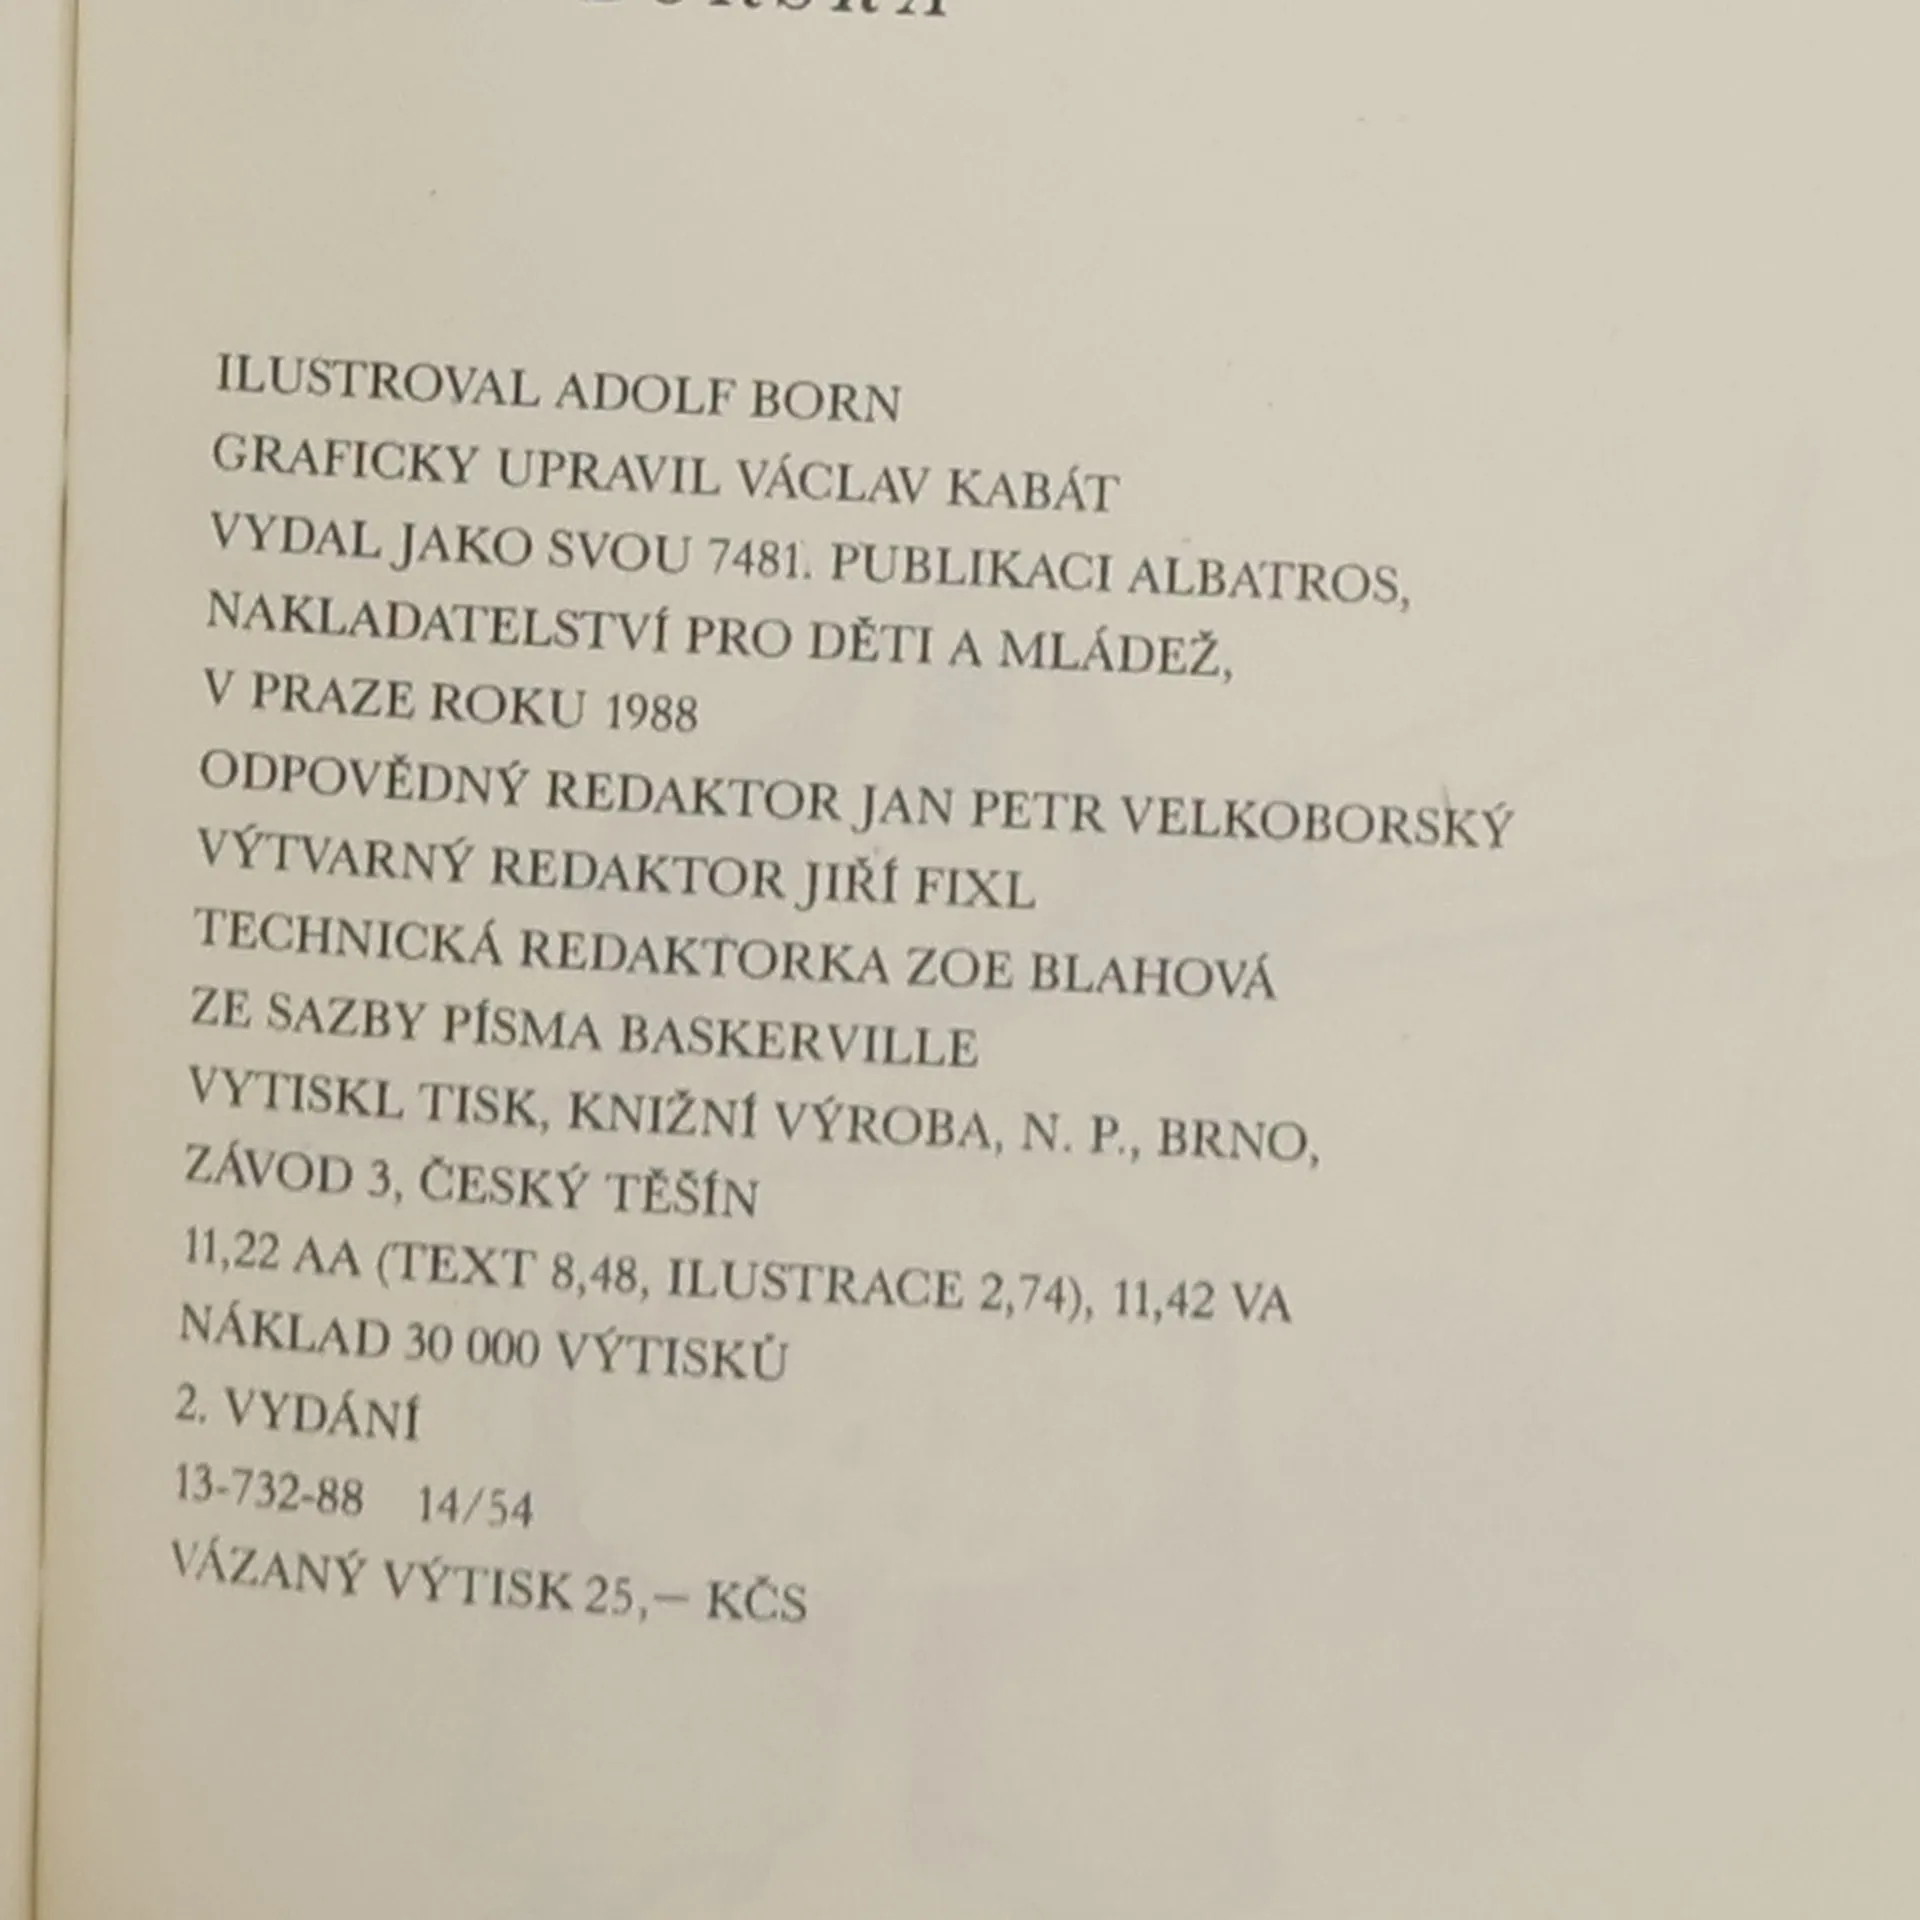 ILUSTROVAL ADOLF BORN
GRAFICKY UPRAVIL VÁCLAV KABÁT
VYDAL JAKO SVOU 7481. PUBLIKACI ALBATROS,
NAKLADATELSTVÍ PRO DĚTI A MLÁDEŽ,
V PRAZE ROKU 1988
ODPOVĚDNÝ REDAKTOR JAN PETR VELKOBORSKÝ
VÝTVARNÝ REDAKTOR JIŘÍ FIXL
TECHNICKÁ REDAKTORKA ZOE BLAHOVÁ
ZE SAZBY PÍSMA BASKERVILLE
VYTISKL TISK, KNIŽNÍ VÝROBA, N. P., BRNO,
ZÁVOD 3, ČESKÝ TĚŠÍN
11,22 AA (TEXT 8,48, ILUSTRACE 2,74), 11,42 VA
NÁKLAD 30 000 VÝTISKŮ
2. VYDÁNÍ
13-732-88 14/54
VÁZANÝ VÝTISK 25,— KČS